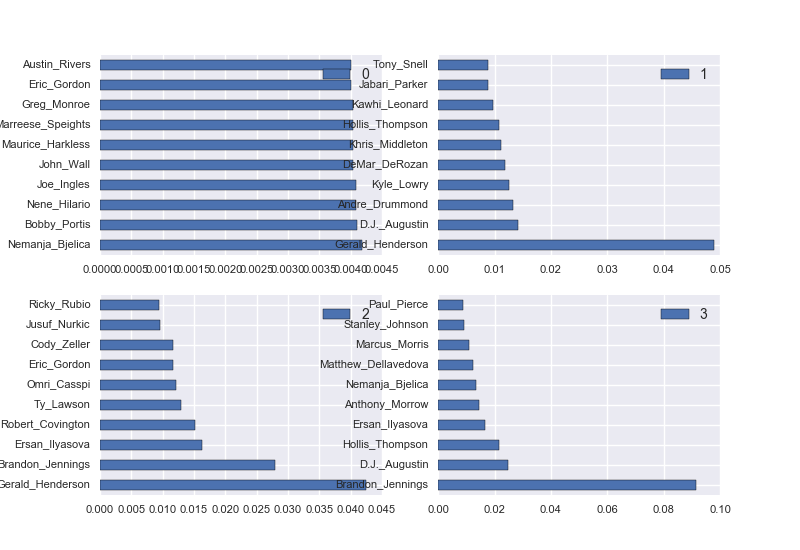 Austin_Rivers
Eric_Gordon
Greg_Monroe
Marreese_Speights
Maurice_Harkless
John_Wall
Joe_Ingles
Nene_Hilario
Bobby_Portis
Nemanja_Bjelica
0.0000 0.0005 0.0010 0.0015 0.0020 0.0025 0.0030 0.0035 0.0040 0.0045
0
Tony_Snell
Jabari_Parker
Kawhi_Leonard
Hollis_Thompson
Khris_Middleton
DeMar_DeRozan
Kyle_Lowry
Andre_Drummond
D.J._Augustin
Gerald_Henderson
0.00 0.01 0.02 0.03 0.04 0.05
1
Ricky_Rubio
Jusuf_Nurkic
Cody_Zeller
Eric_Gordon
Omri_Casspi
Ty_Lawson
Robert_Covington
Ersan_Ilyasova
Brandon_Jennings
Gerald_Henderson
0.000 0.005 0.010 0.015 0.020 0.025 0.030 0.035 0.040 0.045
2
Paul_Pierce
Stanley_Johnson
Marcus_Morris
Matthew_Dellavedova
Nemanja_Bjelica
Anthony_Morrow
Ersan_Ilyasova
Hollis_Thompson
D.J._Augustin
Brandon_Jennings
0.00 0.02 0.04 0.06 0.08 0.10
3